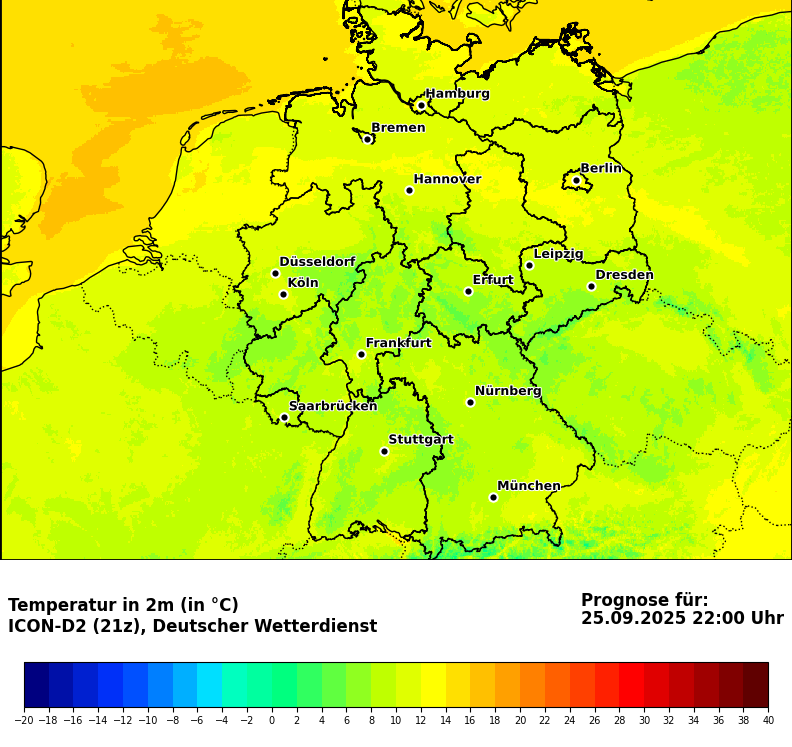 Hamburg
Bremen
Berlin
Hannover
Leipzig
Düsseldorf
Dresden
Köln
Erfurt
Frankfurt
Nürnberg
Saarbrücken
Stuttgart
München
Temperatur in 2m (in °C)
ICON-D2 (21z), Deutscher Wetterdienst
Prognose für:
25.09.2025 22:00 Uhr
−20 −18 −16 −14 −12 −10 −8 −6 −4 −2 0 2 4 6 8 10 12 14 16 18 20 22 24 26 28 30 32 34 36 38 40